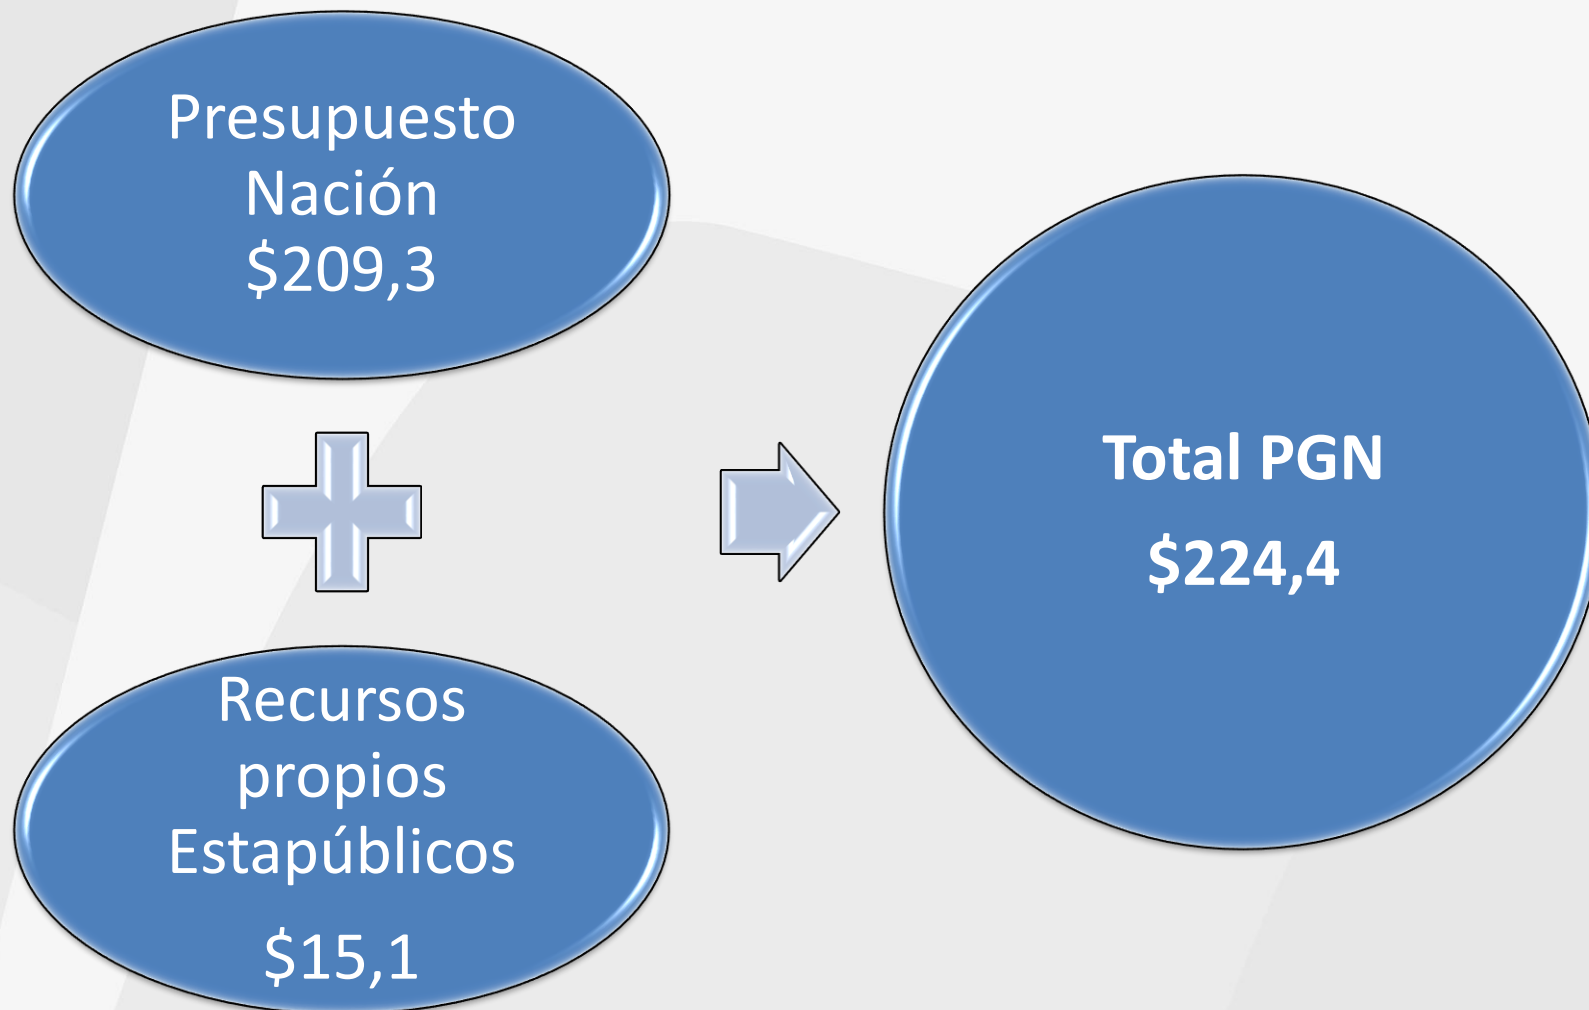 Presupuesto
Nación
$209,3
Recursos
propios
Estapúblicos
$15,1
Total PGN
$224,4